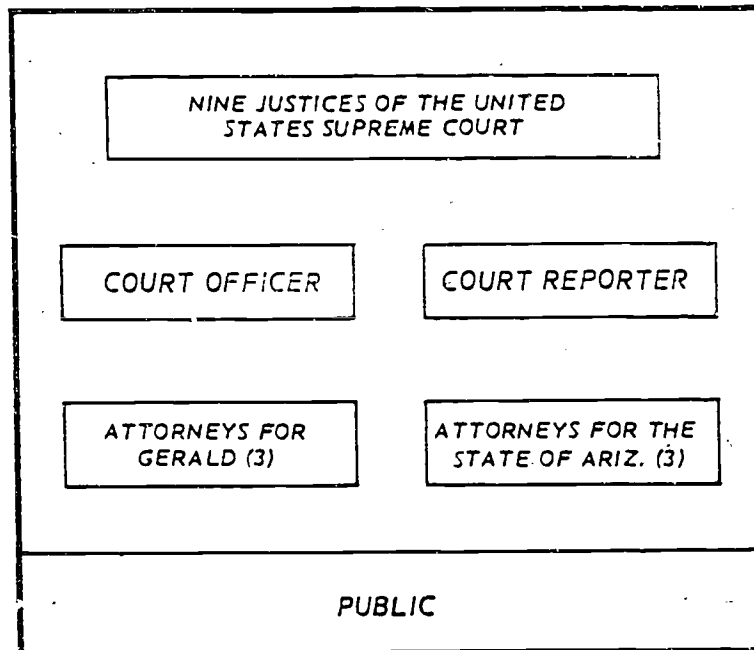 NINE JUSTICES OF THE UNITED
STATES SUPREME COURT
COURT OFFICER
COURT REPORTER
ATTORNEYS FOR
GERALD (3)
ATTORNEYS FOR THE
STATE OF ARIZ. (3)
PUBLIC